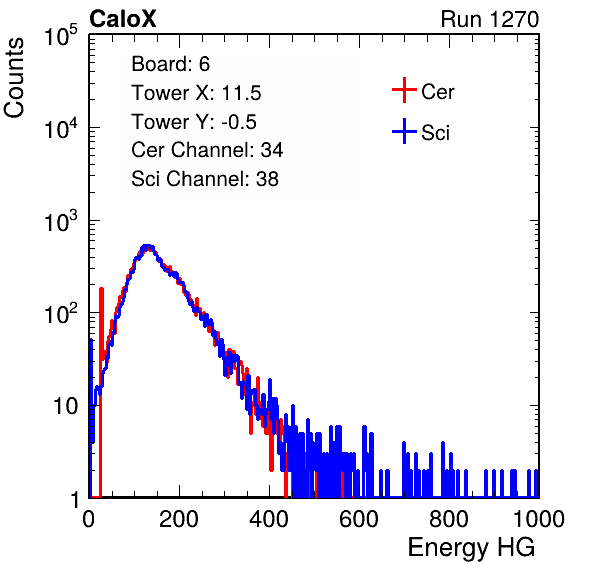 CaloX Run 1270
10^5
Counts
Board: 6
Tower X: 11.5
Tower Y: -0.5
Cer Channel: 34
Sci Channel: 38
Cer
Sci
10^4
10^3
10^2
10
1
0 200 400 600 800 1000
Energy HG